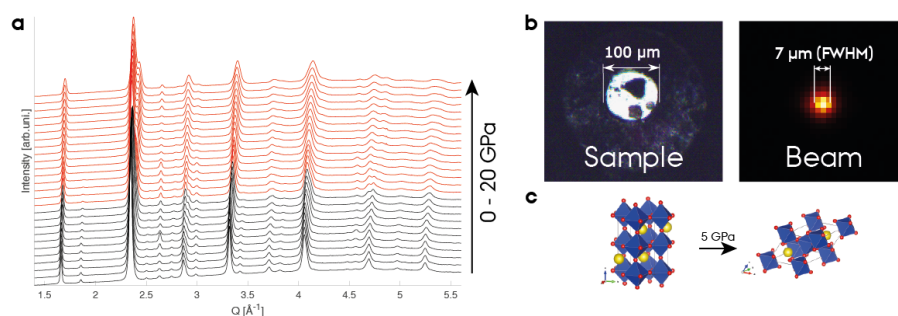 a
Intensity [arb.uni.]
1.5 2 2.5 3 3.5 4 4.5 5 5.5
Q [Å⁻¹]
0 - 20 GPa
b
100 μm
Sample
7 μm (FWHM)
Beam
c
5 GPa